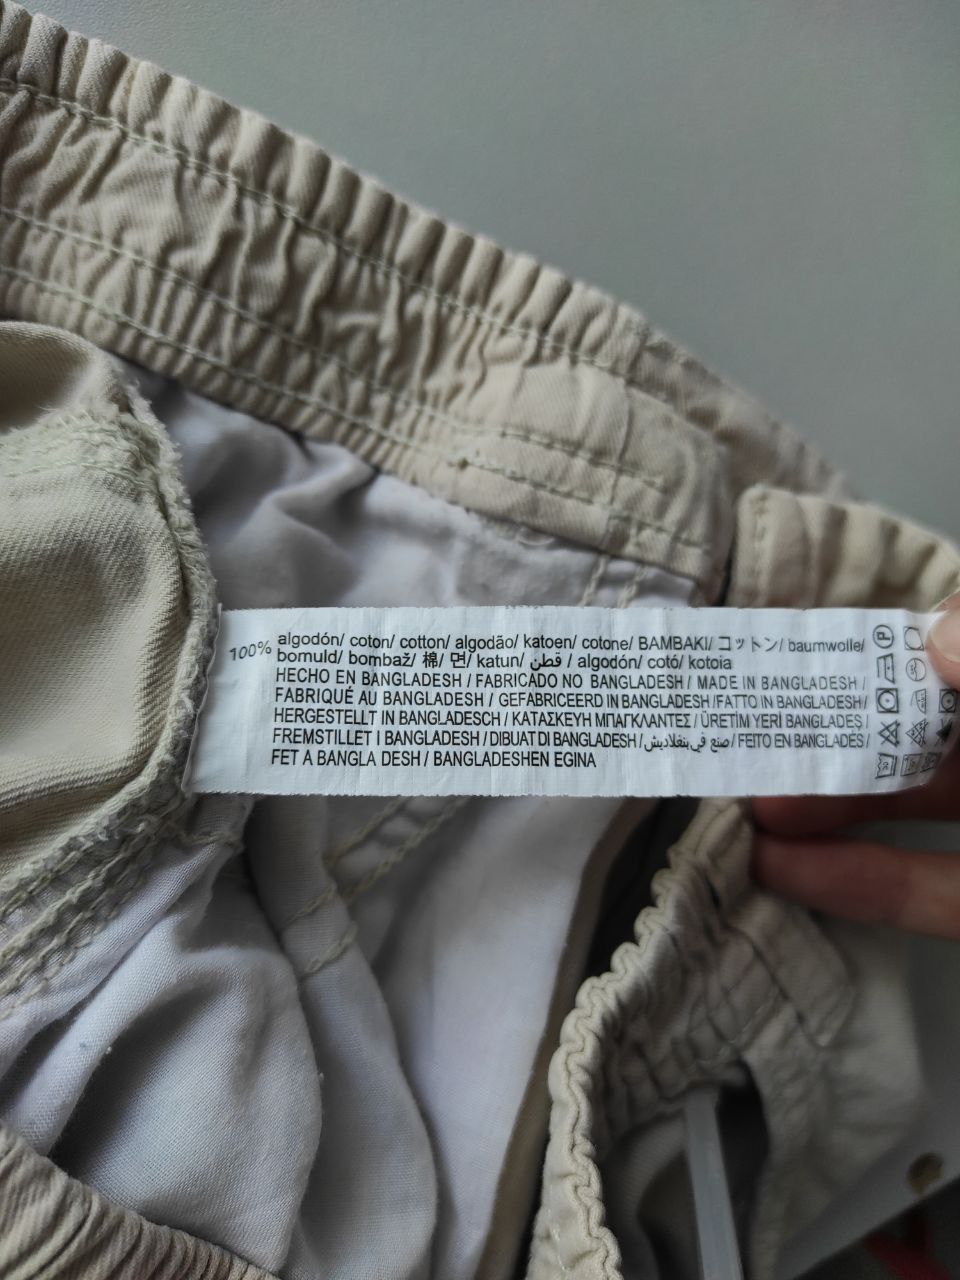 100% algodón/ coton/ cotton/ algodão/ katoen/ cotone/ BAMBAKI/ コットン/ baumwolle/
bomuld/ bombaž/ 棉/ 면/ katun/ قطن / algodón/ cotó/ kotoia
HECHO EN BANGLADESH / FABRICADO NO BANGLADESH / MADE IN BANGLADESH /
FABRIQUÉ AU BANGLADESH / GEFABRICEERD IN BANGLADESH /FATTO IN BANGLADESH /
HERGESTELLT IN BANGLADESCH / ΚΑΤΑΣΚΕΥΗ ΜΠΑΓΚΛΑΝΤΕΣ / ÜRETİM YERİ BANGLADEŞ /
FREMSTILLET I BANGLADESH / DIBUAT DI BANGLADESH / صنع في بنغلاديش / FEITO EN BANGLADÉS /
FET A BANGLA DESH / BANGLADESHEN EGINA